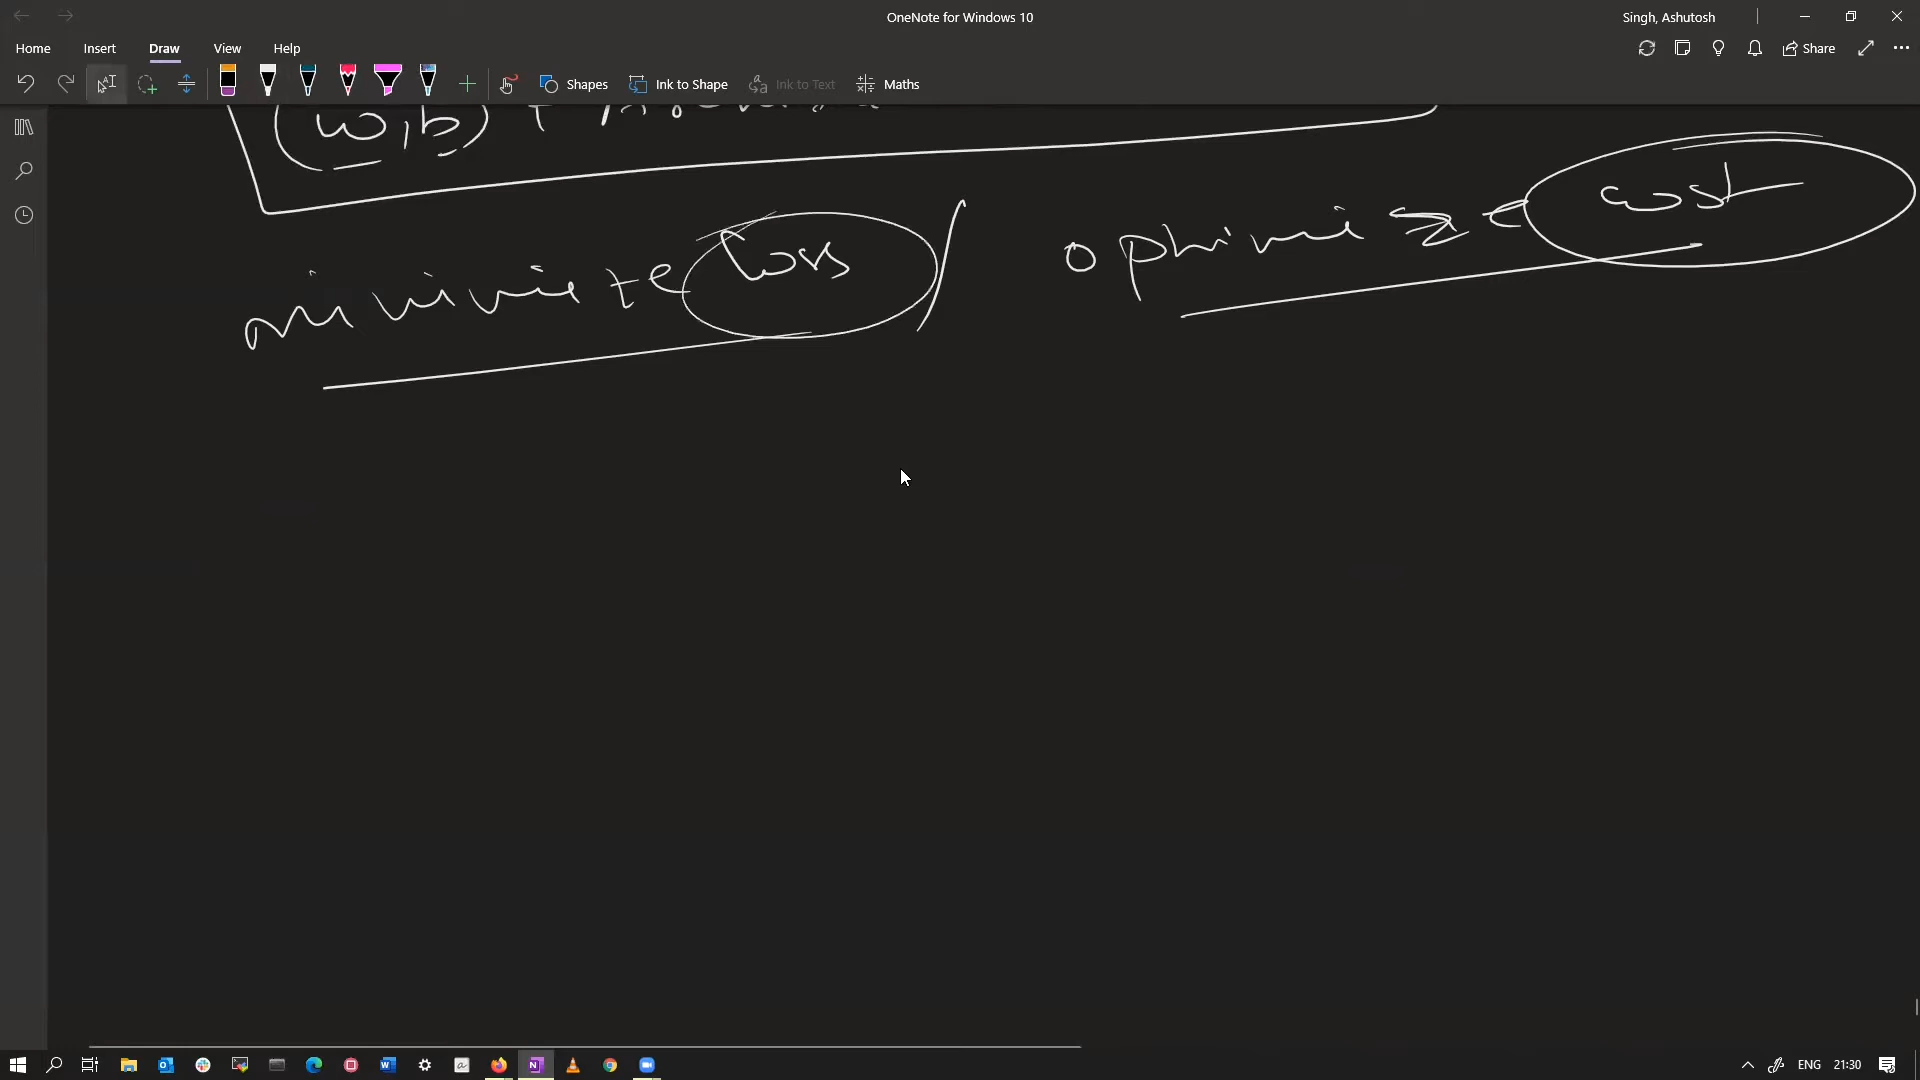 OneNote for Windows 10
Singh, Ashutosh
Home Insert Draw View Help
Share
Shapes Ink to Shape Ink to Text Maths
(w, b) +
minimize loss / optimize cost
ENG 21:30